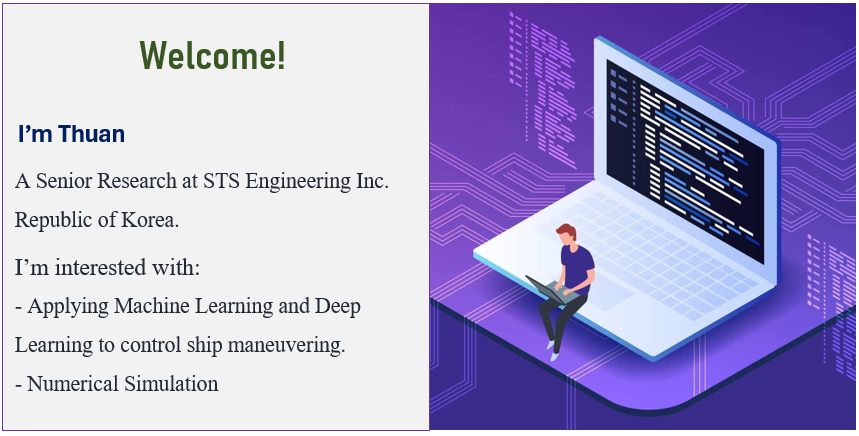 Welcome!
I'm Thuan
A Senior Research at STS Engineering Inc.
Republic of Korea.
I'm interested with:
- Applying Machine Learning and Deep
Learning to control ship maneuvering.
- Numerical Simulation